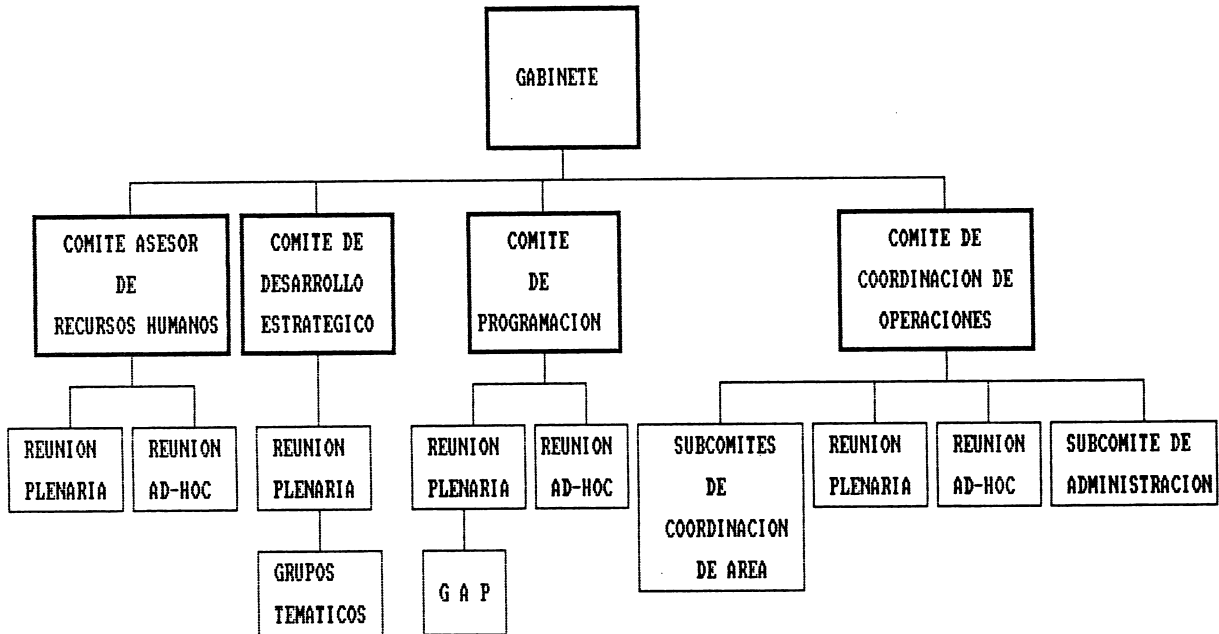 GABINETE
COMITE ASESOR
DE
RECURSOS HUMANOS
COMITE DE
DESARROLLO
ESTRATEGICO
COMITE
DE
PROGRAMACION
COMITE DE
COORDINACION DE
OPERACIONES
REUNION
PLENARIA
REUNION
AD-HOC
REUNION
PLENARIA
REUNION
PLENARIA
REUNION
AD-HOC
SUBCOMITES
DE
COORDINACION
DE AREA
REUNION
PLENARIA
REUNION
AD-HOC
SUBCOMITE DE
ADMINISTRACION
GRUPOS
TEMATICOS
G A P